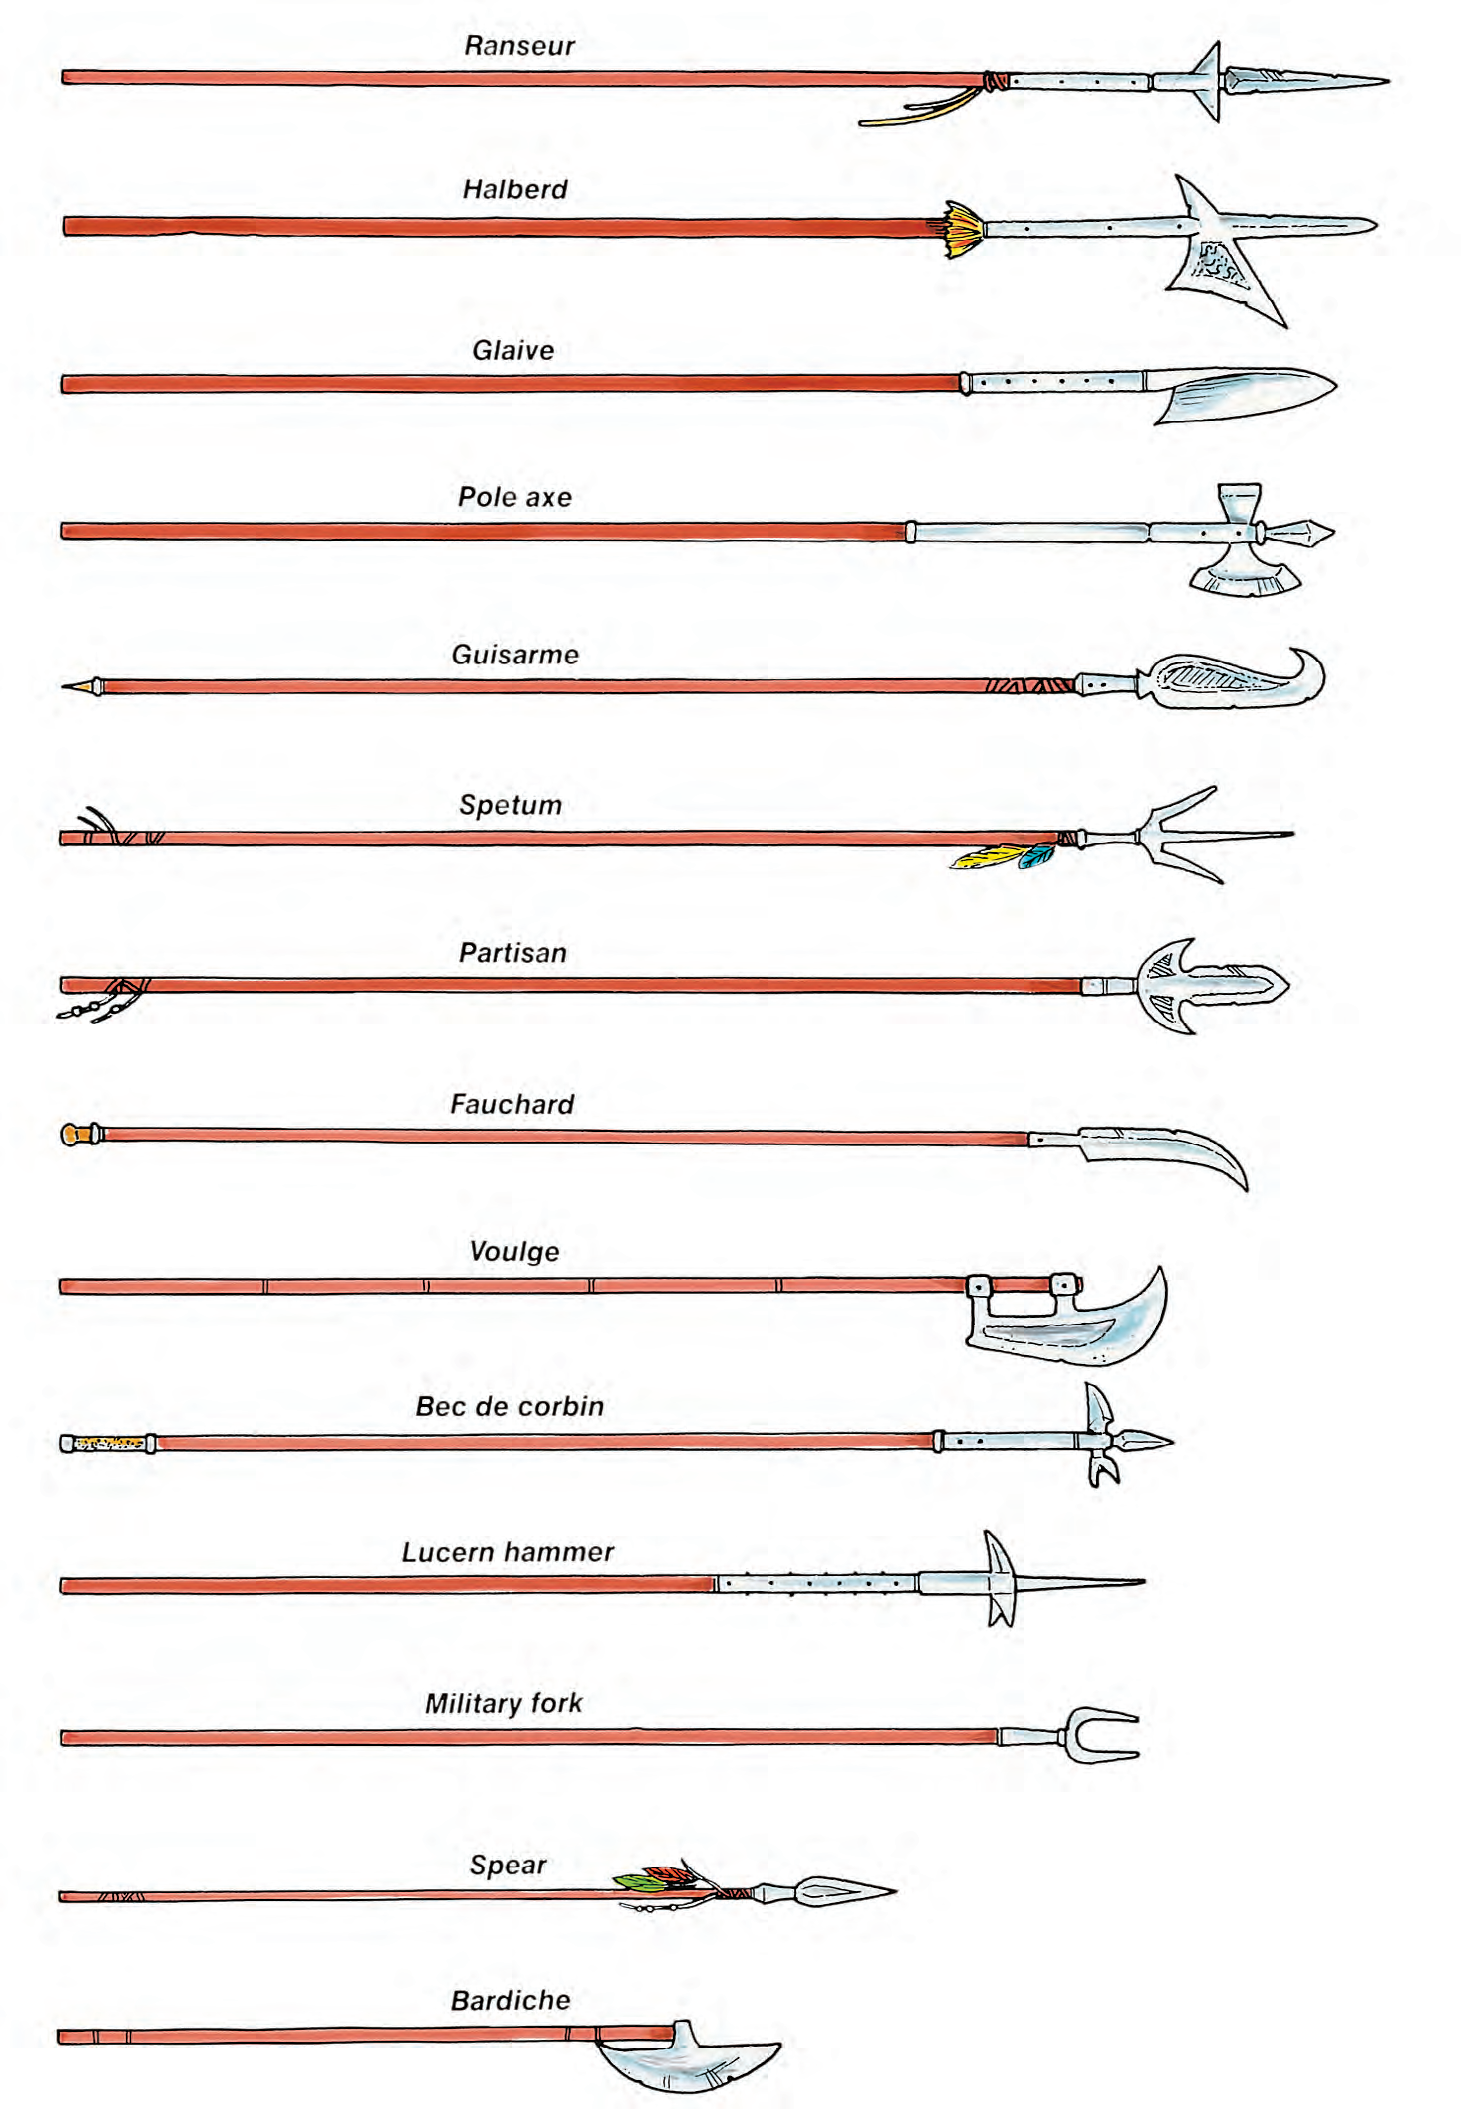 Ranseur
Halberd
Glaive
Pole axe
Guisarme
Spetum
Partisan
Fauchard
Voulge
Bec de corbin
Lucern hammer
Military fork
Spear
Bardiche